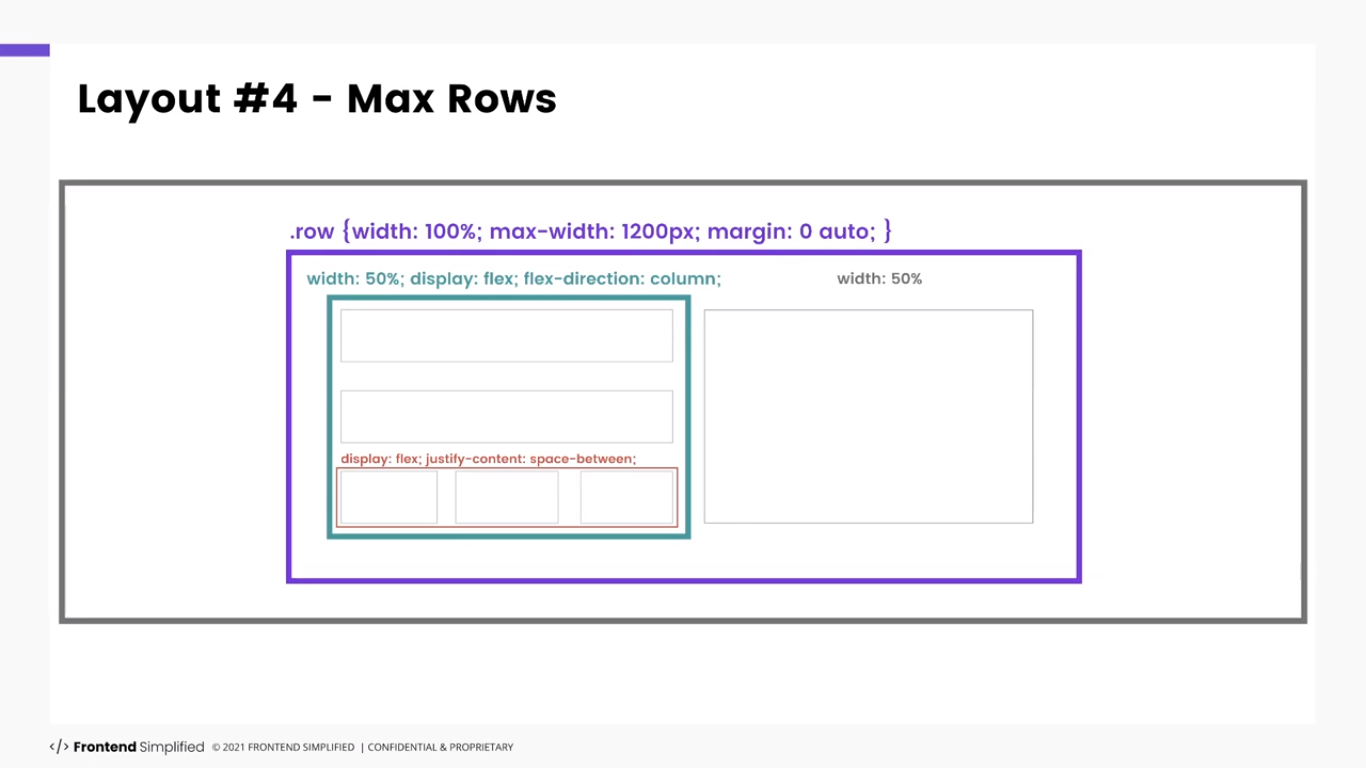 Layout #4 - Max Rows
.row {width: 100%; max-width: 1200px; margin: 0 auto; }
width: 50%; display: flex; flex-direction: column;
width: 50%
display: flex; justify-content: space-between;
</> Frontend Simplified © 2021 FRONTEND SIMPLIFIED | CONFIDENTIAL & PROPRIETARY